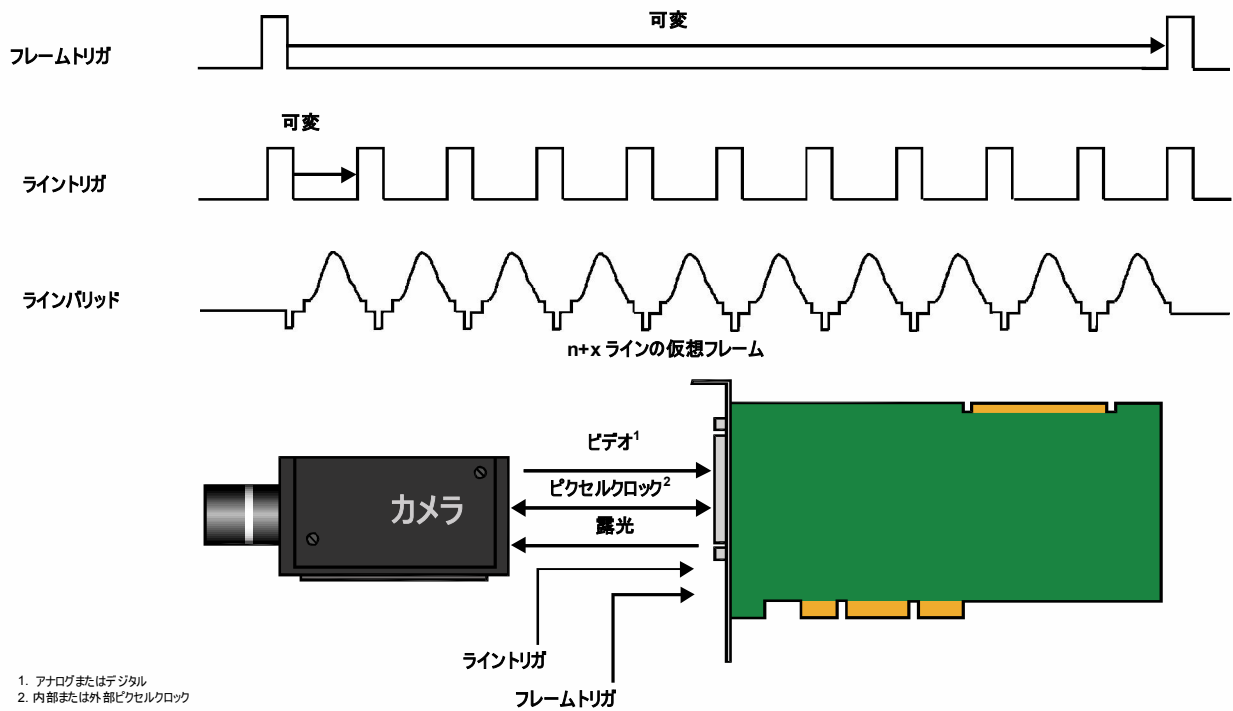 可変
フレームトリガ
可変
ライントリガ
ラインバリッド
n+x ラインの仮想フレーム
ビデオ1
ピクセルクロック2
カメラ
露光
ライントリガ
フレームトリガ
1. アナログまたはデジタル
2. 内部または外部ピクセルクロック